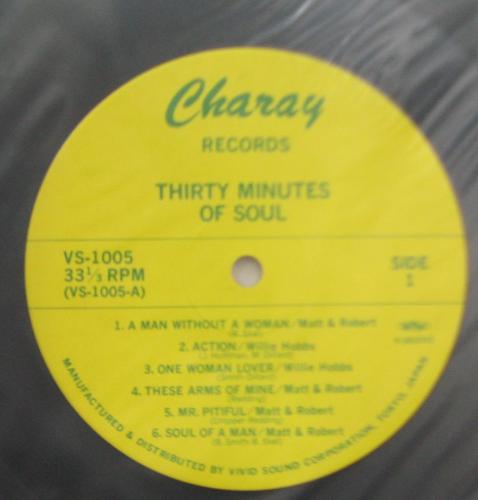 Charay
RECORDS
THIRTY MINUTES
OF SOUL
VS-1005
33⅓ RPM
(VS-1005-A)
SIDE
1
1. A MAN WITHOUT A WOMAN/Matt & Robert
2. ACTION/Willie Hobbs
3. ONE WOMAN LOVER/Willie Hobbs
4. THESE ARMS OF MINE/Matt & Robert
(Redding)
5. MR. PITIFUL/Matt & Robert
(Cropper-Redding)
6. SOUL OF A MAN/Matt & Robert
MANUFACTURED & DISTRIBUTED BY VIVID SOUND CORPORATION, TOKYO, JAPAN